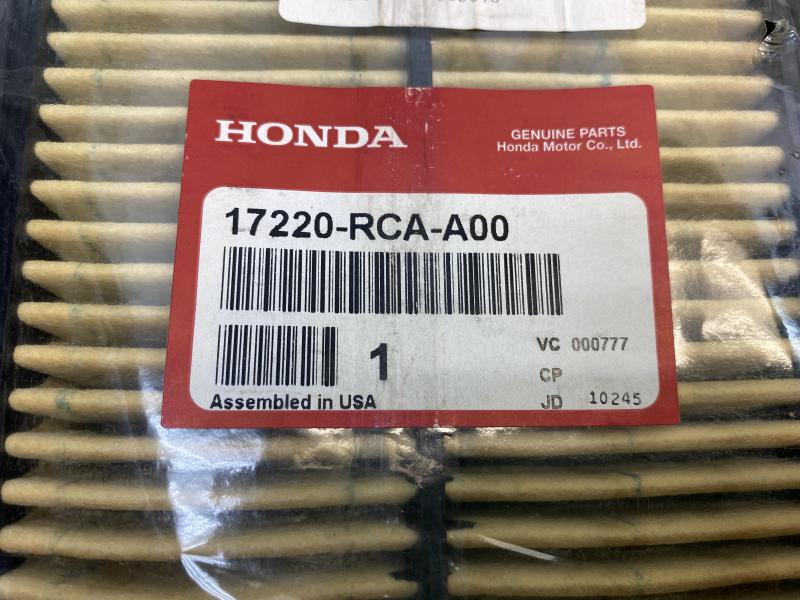 HONDA
GENUINE PARTS
Honda Motor Co., Ltd.
17220-RCA-A00
1
VC 000777
CP
Assembled in USA
JD 10245